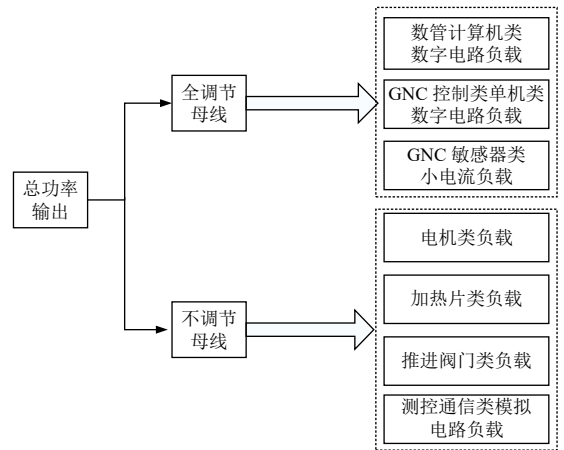 总功率
输出
全调节
母线
数管计算机类
数字电路负载
GNC 控制类单机类
数字电路负载
GNC 敏感器类
小电流负载
不调节
母线
电机类负载
加热片类负载
推进阀门类负载
测控通信类模拟
电路负载